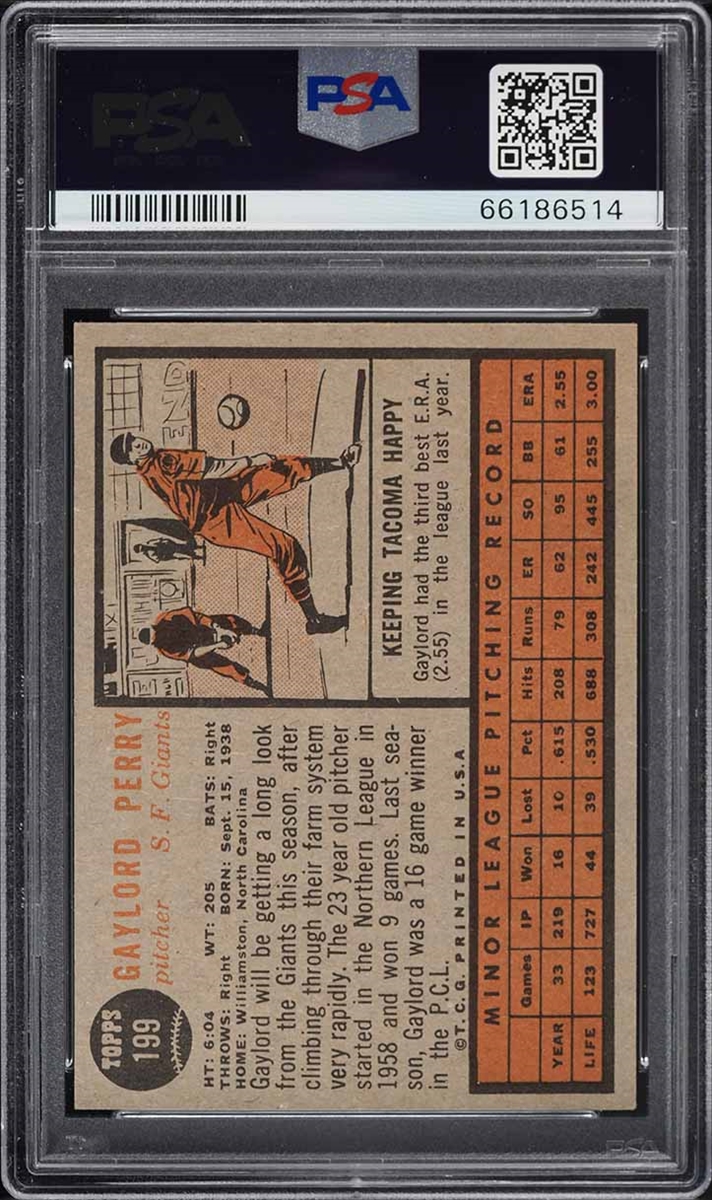 PSA
PSA
66186514
TOPPS
199
GAYLORD PERRY
pitcher S. F. Giants
HT: 6:04 WT: 205 BATS: Right
THROWS: Right BORN: Sept. 15, 1938
HOME: Williamston, North Carolina
Gaylord will be getting a long look
from the Giants this season, after
climbing through their farm system
very rapidly. The 23 year old pitcher
started in the Northern League in
1958 and won 9 games. Last sea-
son, Gaylord was a 16 game winner
in the P.C.L.
©T.C.G. PRINTED IN U.S.A
END
KEEPING TACOMA HAPPY
Gaylord had the third best E.R.A.
(2.55) in the league last year.
MINOR LEAGUE PITCHING RECORD
Games IP Won Lost Pct Hits Runs ER SO BB ERA
YEAR 33 219 16 10 .615 208 79 62 95 61 2.55
LIFE 123 727 44 39 .530 688 308 242 445 255 3.00
PSA